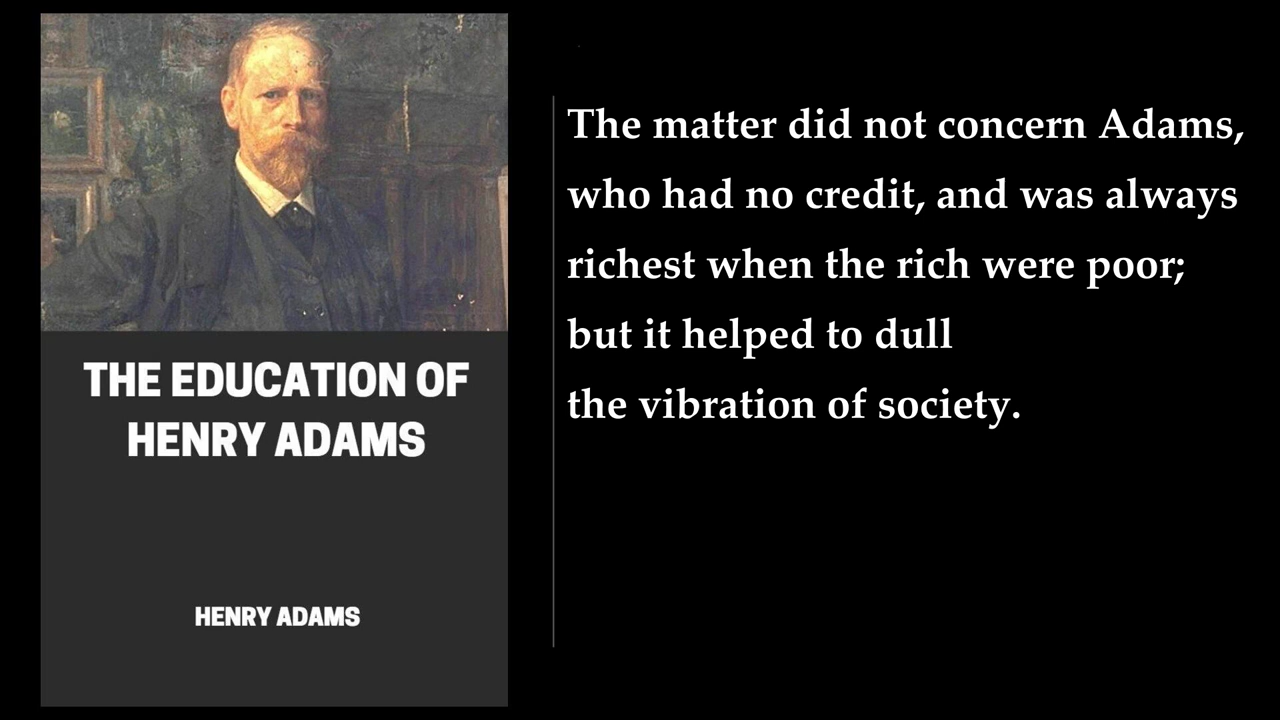 THE EDUCATION OF
HENRY ADAMS
HENRY ADAMS
The matter did not concern Adams,
who had no credit, and was always
richest when the rich were poor;
but it helped to dull
the vibration of society.